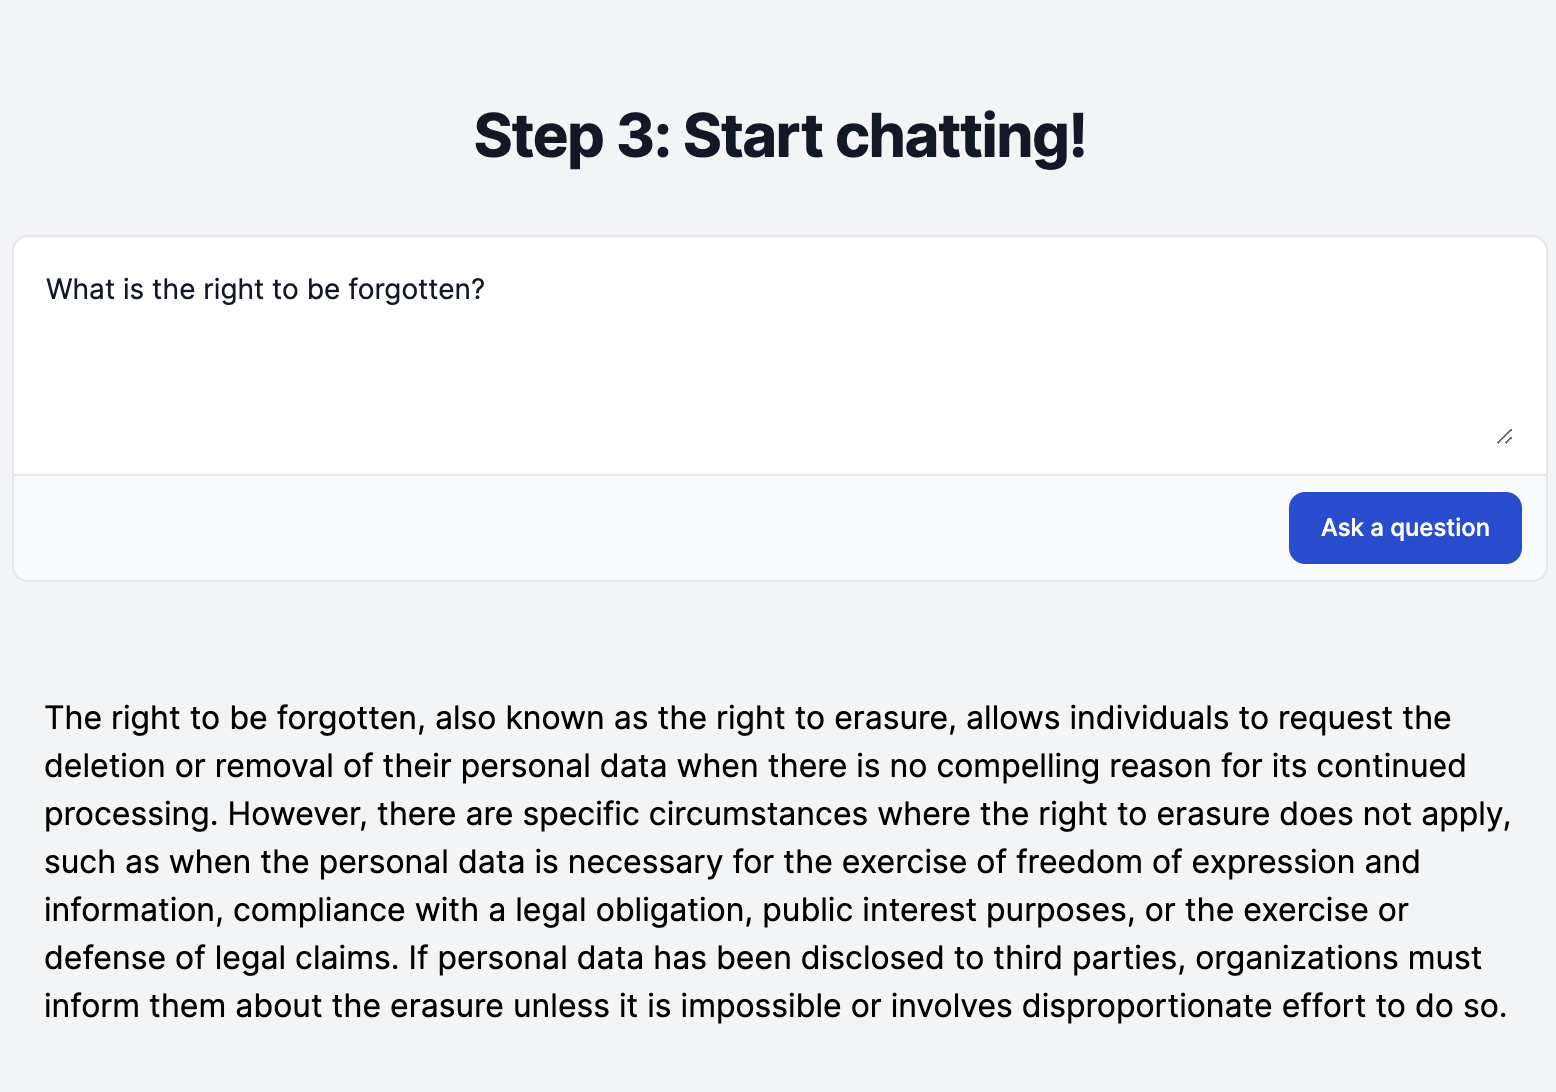 Step 3: Start chatting!
What is the right to be forgotten?
Ask a question
The right to be forgotten, also known as the right to erasure, allows individuals to request the
deletion or removal of their personal data when there is no compelling reason for its continued
processing. However, there are specific circumstances where the right to erasure does not apply,
such as when the personal data is necessary for the exercise of freedom of expression and
information, compliance with a legal obligation, public interest purposes, or the exercise or
defense of legal claims. If personal data has been disclosed to third parties, organizations must
inform them about the erasure unless it is impossible or involves disproportionate effort to do so.